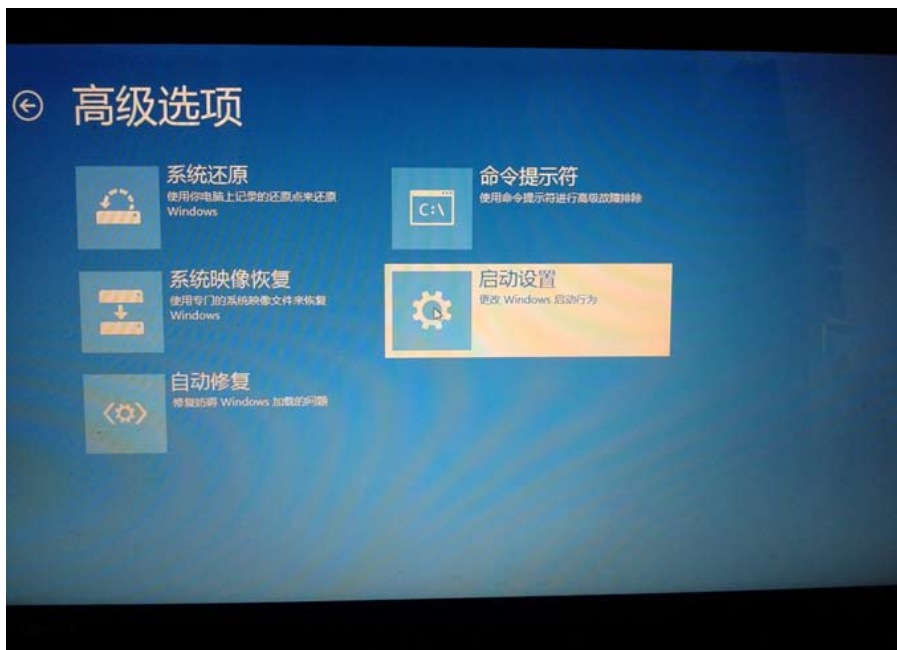 高级选项
系统还原
使用你电脑上记录的还原点来还原
Windows
命令提示符
使用命令提示符进行高级故障排除
C:\
系统映像恢复
使用专门的系统映像文件来恢复
Windows
启动设置
更改 Windows 启动行为
自动修复
修复妨碍 Windows 加载的问题